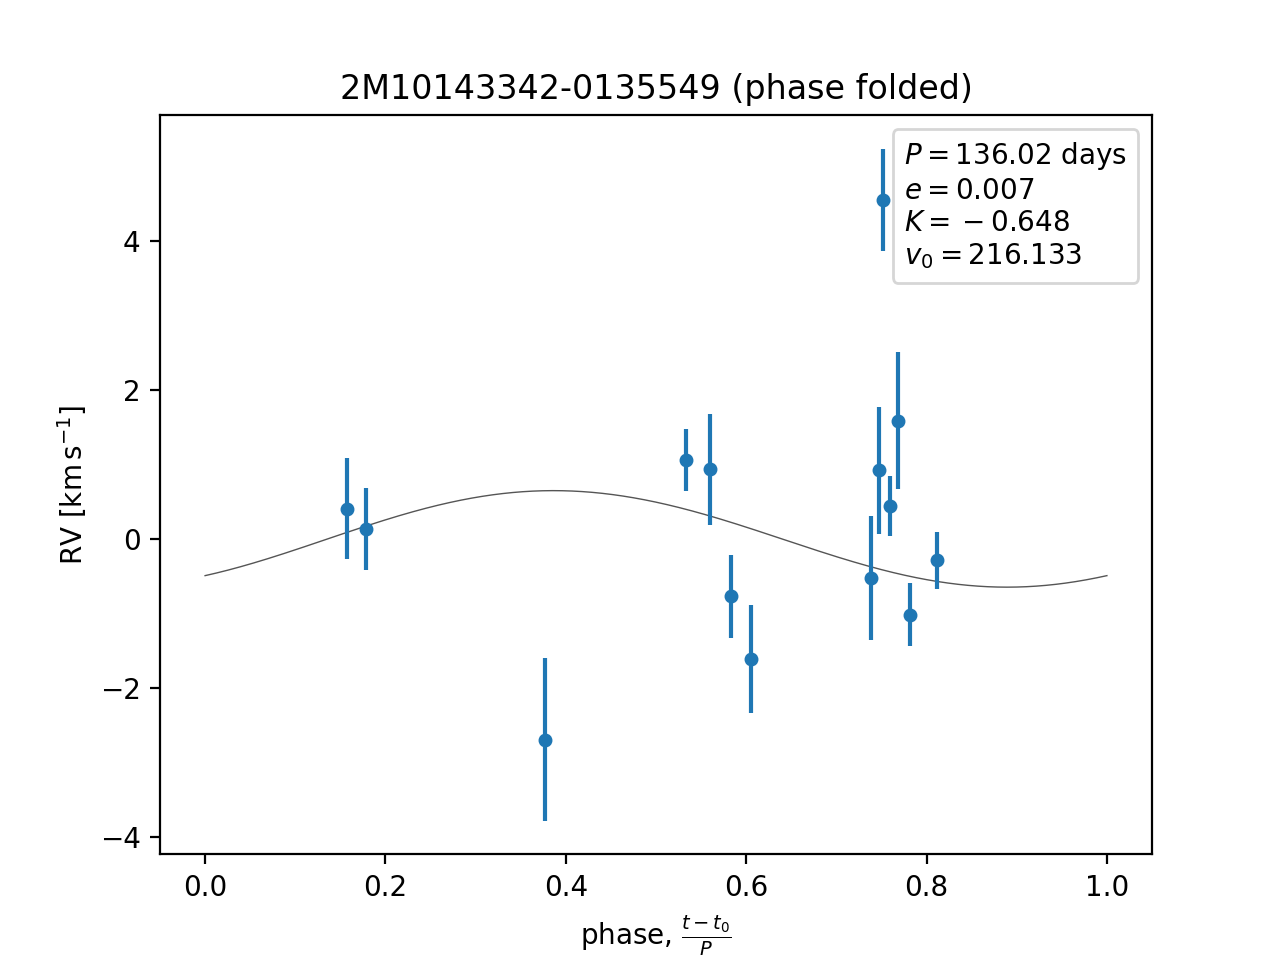 2M10143342-0135549 (phase folded)
P = 136.02 days
e = 0.007
K = −0.648
v₀ = 216.133
RV [km s⁻¹]
4
2
0
−2
−4
0.0 0.2 0.4 0.6 0.8 1.0
phase, (t − t₀)/P